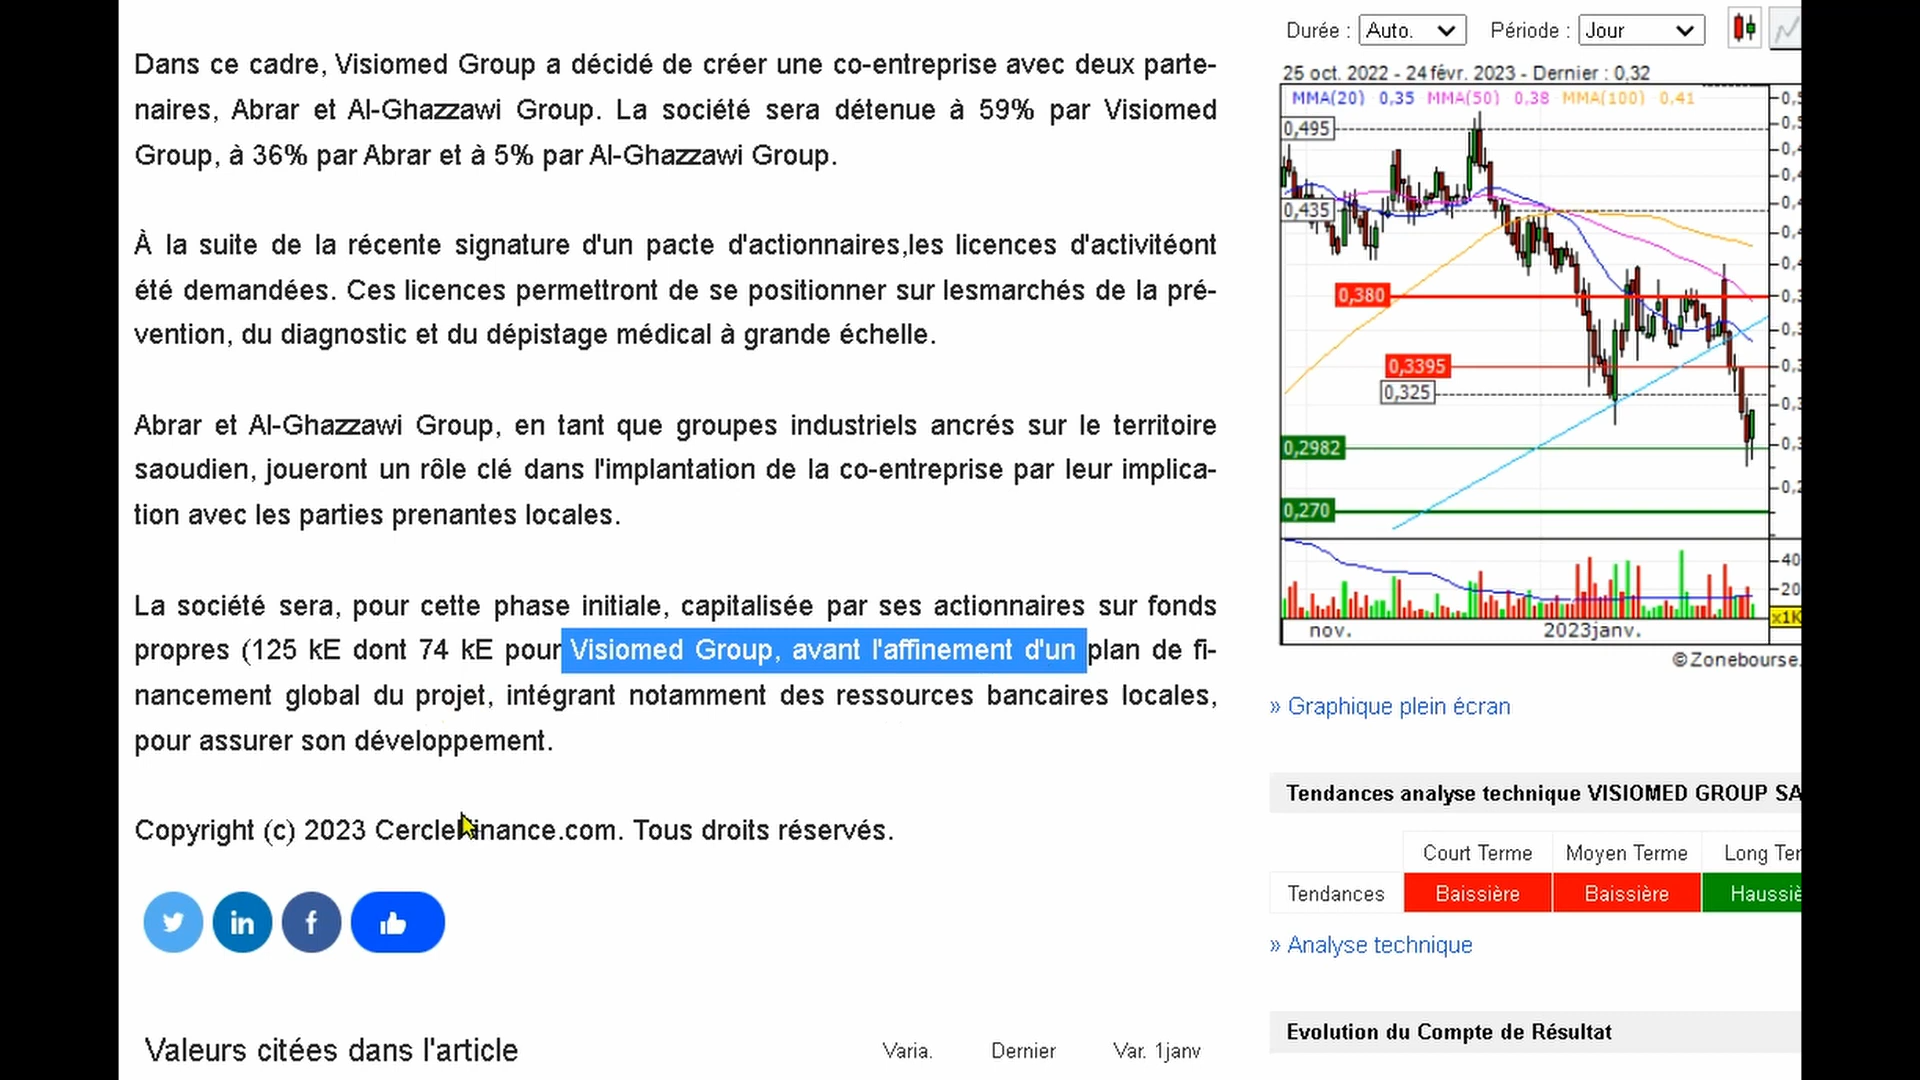 Dans ce cadre, Visiomed Group a décidé de créer une co-entreprise avec deux parte-
naires, Abrar et Al-Ghazzawi Group. La société sera détenue à 59% par Visiomed
Group, à 36% par Abrar et à 5% par Al-Ghazzawi Group.
À la suite de la récente signature d'un pacte d'actionnaires,les licences d'activitéont
été demandées. Ces licences permettront de se positionner sur lesmarchés de la pré-
vention, du diagnostic et du dépistage médical à grande échelle.
Abrar et Al-Ghazzawi Group, en tant que groupes industriels ancrés sur le territoire
saoudien, joueront un rôle clé dans l'implantation de la co-entreprise par leur implica-
tion avec les parties prenantes locales.
La société sera, pour cette phase initiale, capitalisée par ses actionnaires sur fonds
propres (125 kE dont 74 kE pour Visiomed Group, avant l'affinement d'un plan de fi-
nancement global du projet, intégrant notamment des ressources bancaires locales,
pour assurer son développement.
Copyright (c) 2023 CercleFinance.com. Tous droits réservés.
in
f
Valeurs citées dans l'article Varia. Dernier Var. 1janv
Durée : Auto. Période : Jour
25 oct. 2022 - 24 févr. 2023 - Dernier : 0,32
MMA(20) 0,35 MMA(50) 0,38 MMA(100) 0,41
0,495
0,435
0,380
0,3395
0,325
0,2982
0,270
40
20
x1K
nov. 2023janv.
©Zonebourse.
» Graphique plein écran
Tendances analyse technique VISIOMED GROUP SA
Court Terme Moyen Terme Long Ter
Tendances Baissière Baissière Haussiè
» Analyse technique
Evolution du Compte de Résultat